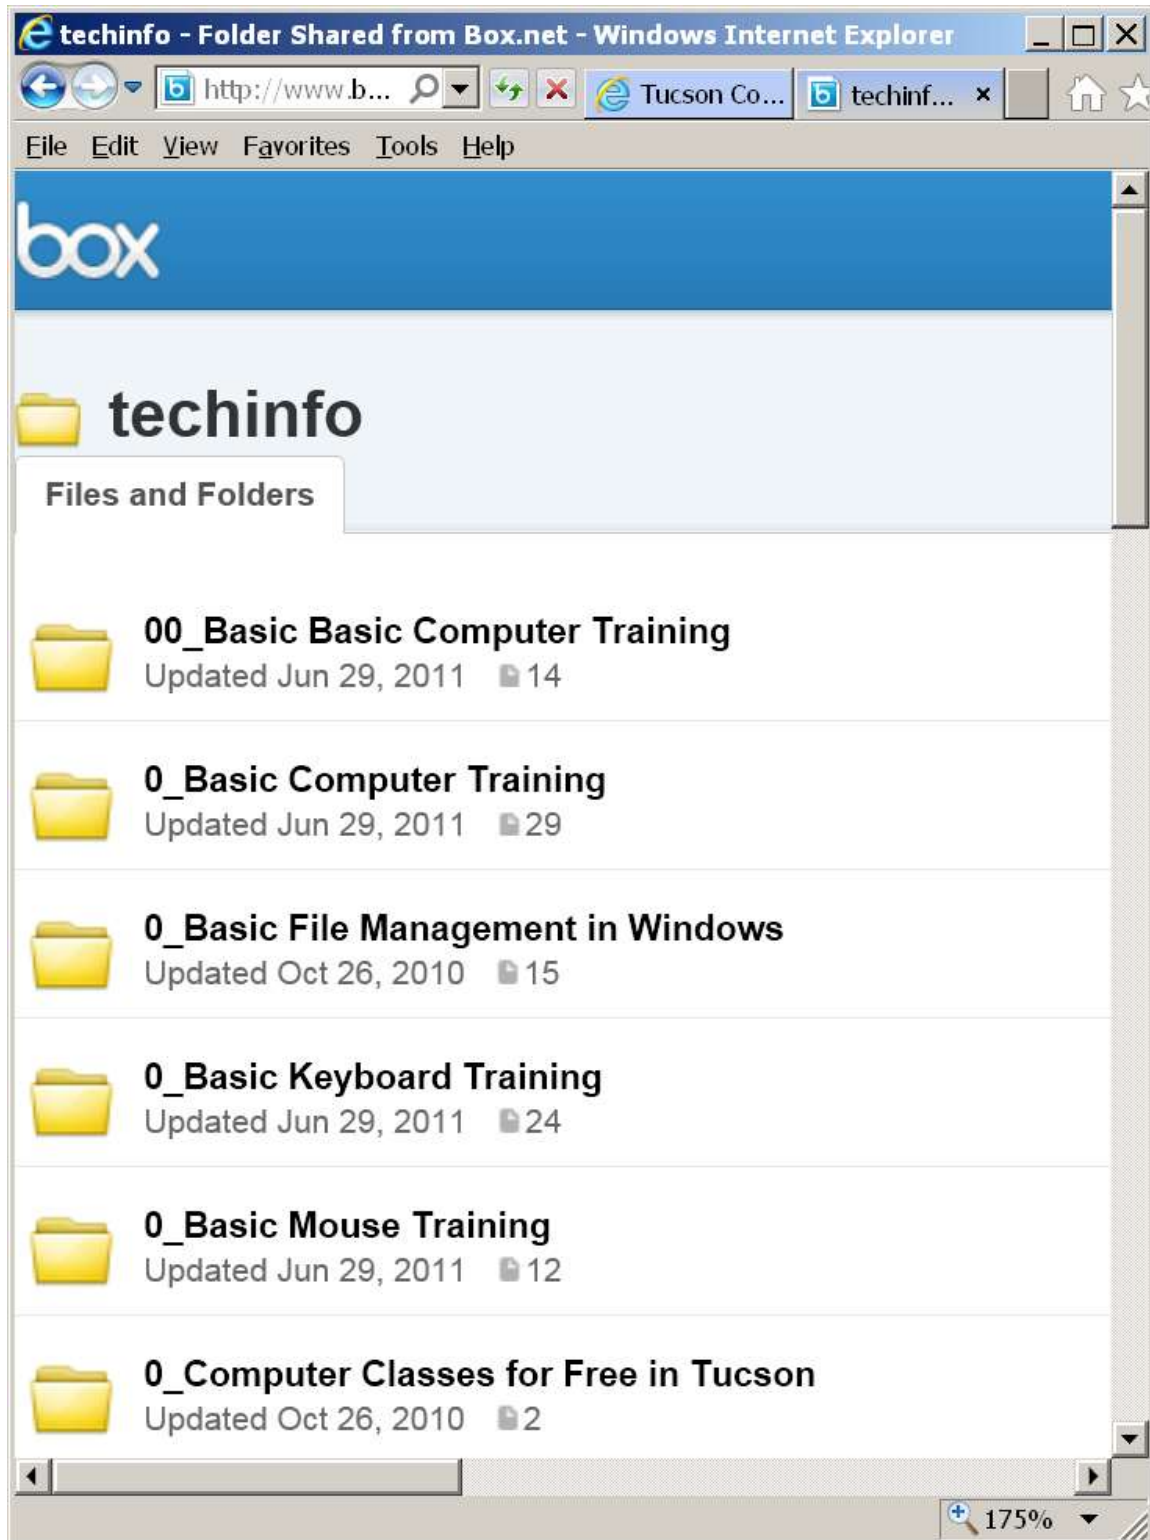 techinfo - Folder Shared from Box.net - Windows Internet Explorer
http://www.b... Tucson Co... techinf...
File Edit View Favorites Tools Help
box
techinfo
Files and Folders
00_Basic Basic Computer Training
Updated Jun 29, 2011 14
0_Basic Computer Training
Updated Jun 29, 2011 29
0_Basic File Management in Windows
Updated Oct 26, 2010 15
0_Basic Keyboard Training
Updated Jun 29, 2011 24
0_Basic Mouse Training
Updated Jun 29, 2011 12
0_Computer Classes for Free in Tucson
Updated Oct 26, 2010 2
175%